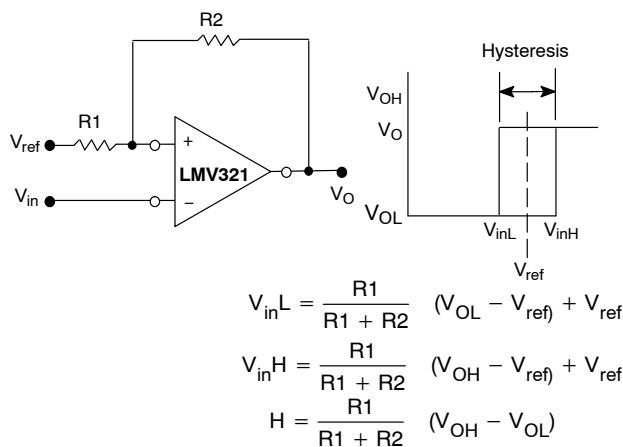 R2
Hysteresis
R1
V_OH
V_ref
+
V_O
LMV321
V_in
−
V_O
V_OL
V_inL
V_inH
V_ref
V_inL = R1 / (R1 + R2) (V_OL − V_ref) + V_ref
V_inH = R1 / (R1 + R2) (V_OH − V_ref) + V_ref
H = R1 / (R1 + R2) (V_OH − V_OL)